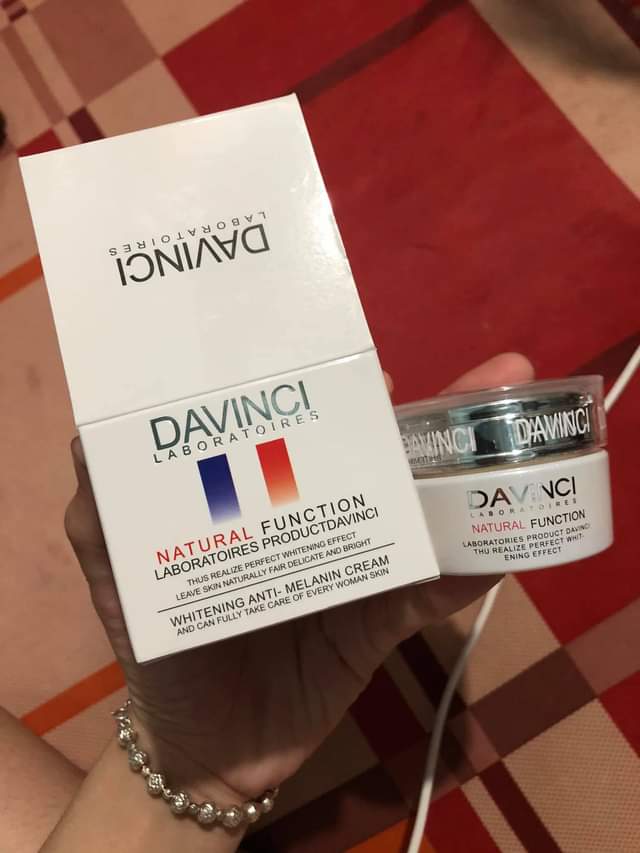 DAVINCI
LABORATOIRES
DAVINCI
LABORATOIRES
NATURAL FUNCTION
LABORATOIRES PRODUCTDAVINCI
THUS REALIZE PERFECT WHITENING EFFECT
LEAVE SKIN NATURALLY FAIR DELICATE AND BRIGHT
WHITENING ANTI- MELANIN CREAM
AND CAN FULLY TAKE CARE OF EVERY WOMAN SKIN
DAVINCI DAVINCI
DAVINCI
LABORATOIRES
NATURAL FUNCTION
LABORATORIES PRODUCT DAVINCI
THU REALIZE PERFECT WHIT-
ENING EFFECT